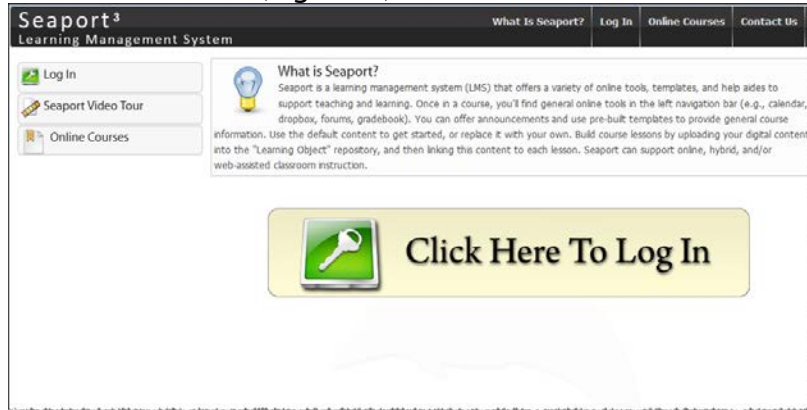 Seaport³
Learning Management System
What Is Seaport?
Log In
Online Courses
Contact Us
Log In
Seaport Video Tour
Online Courses
What is Seaport?
Seaport is a learning management system (LMS) that offers a variety of online tools, templates, and help aides to
support teaching and learning. Once in a course, you'll find general online tools in the left navigation bar (e.g., calendar,
dropbox, forums, gradebook). You can offer announcements and use pre-built templates to provide general course
information. Use the default content to get started, or replace it with your own. Build course lessons by uploading your digital content
into the "Learning Object" repository, and then linking this content to each lesson. Seaport can support online, hybrid, and/or
web-assisted classroom instruction.
Click Here To Log In